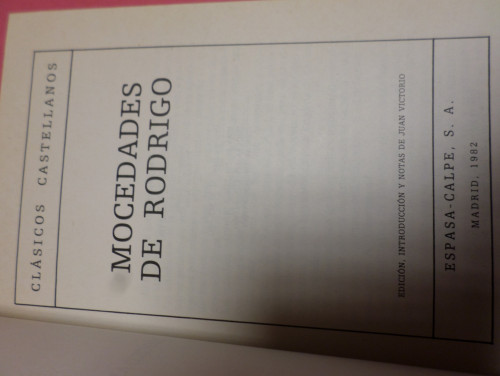 CLÁSICOS CASTELLANOS
MOCEDADES
DE RODRIGO
EDICIÓN, INTRODUCCIÓN Y NOTAS DE JUAN VICTORIO
ESPASA-CALPE, S. A.
MADRID, 1982